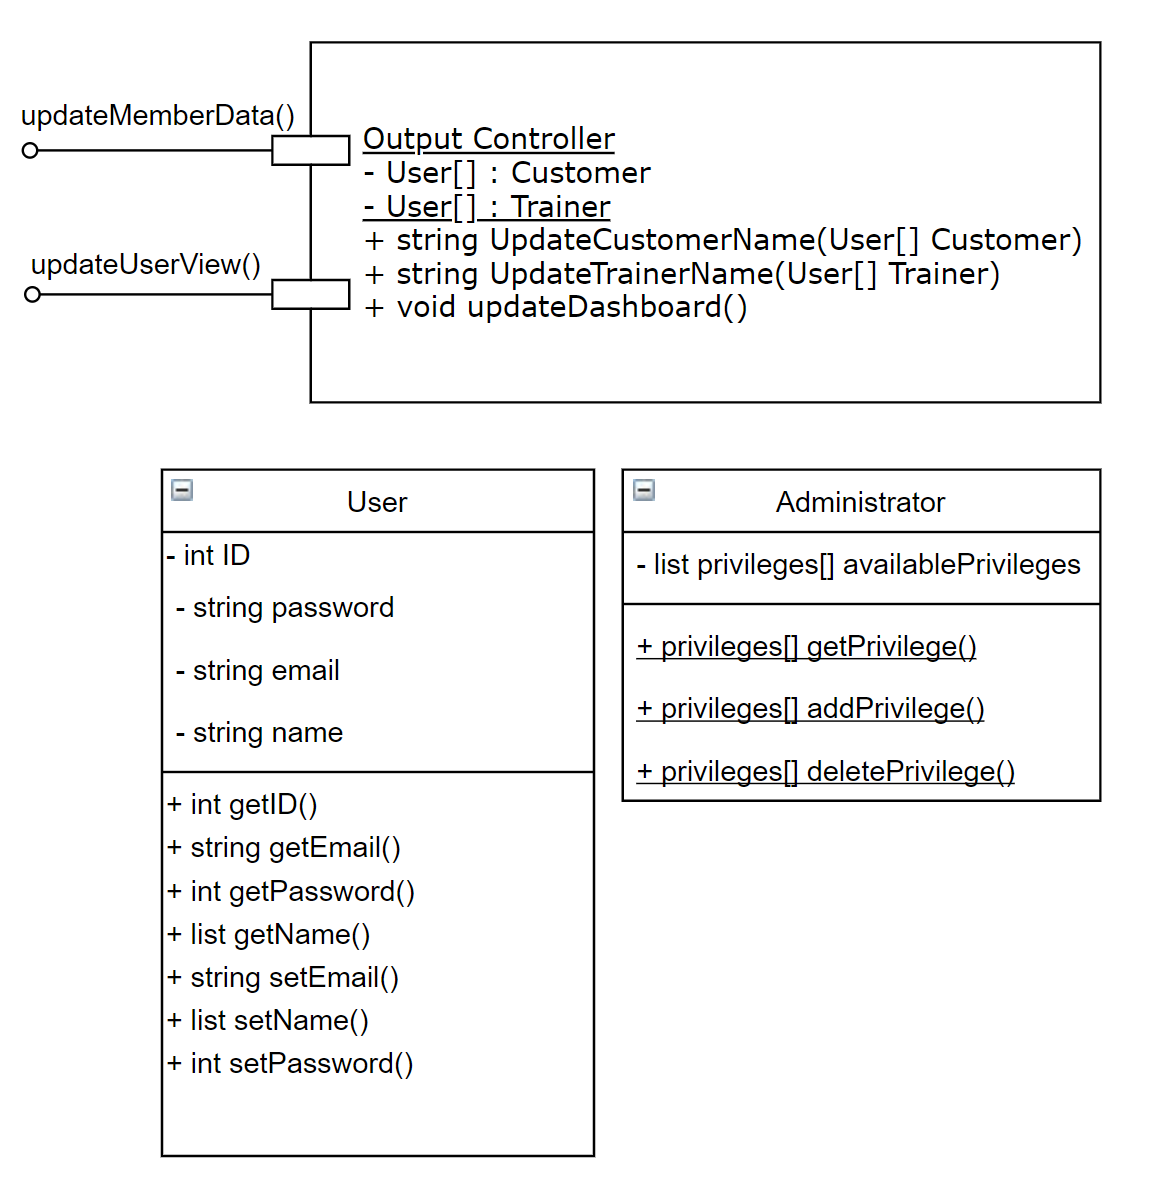 updateMemberData()
updateUserView()
Output Controller
- User[] : Customer
- User[] : Trainer
+ string UpdateCustomerName(User[] Customer)
+ string UpdateTrainerName(User[] Trainer)
+ void updateDashboard()
User
- int ID
- string password
- string email
- string name
+ int getID()
+ string getEmail()
+ int getPassword()
+ list getName()
+ string setEmail()
+ list setName()
+ int setPassword()
Administrator
- list privileges[] availablePrivileges
+ privileges[] getPrivilege()
+ privileges[] addPrivilege()
+ privileges[] deletePrivilege()